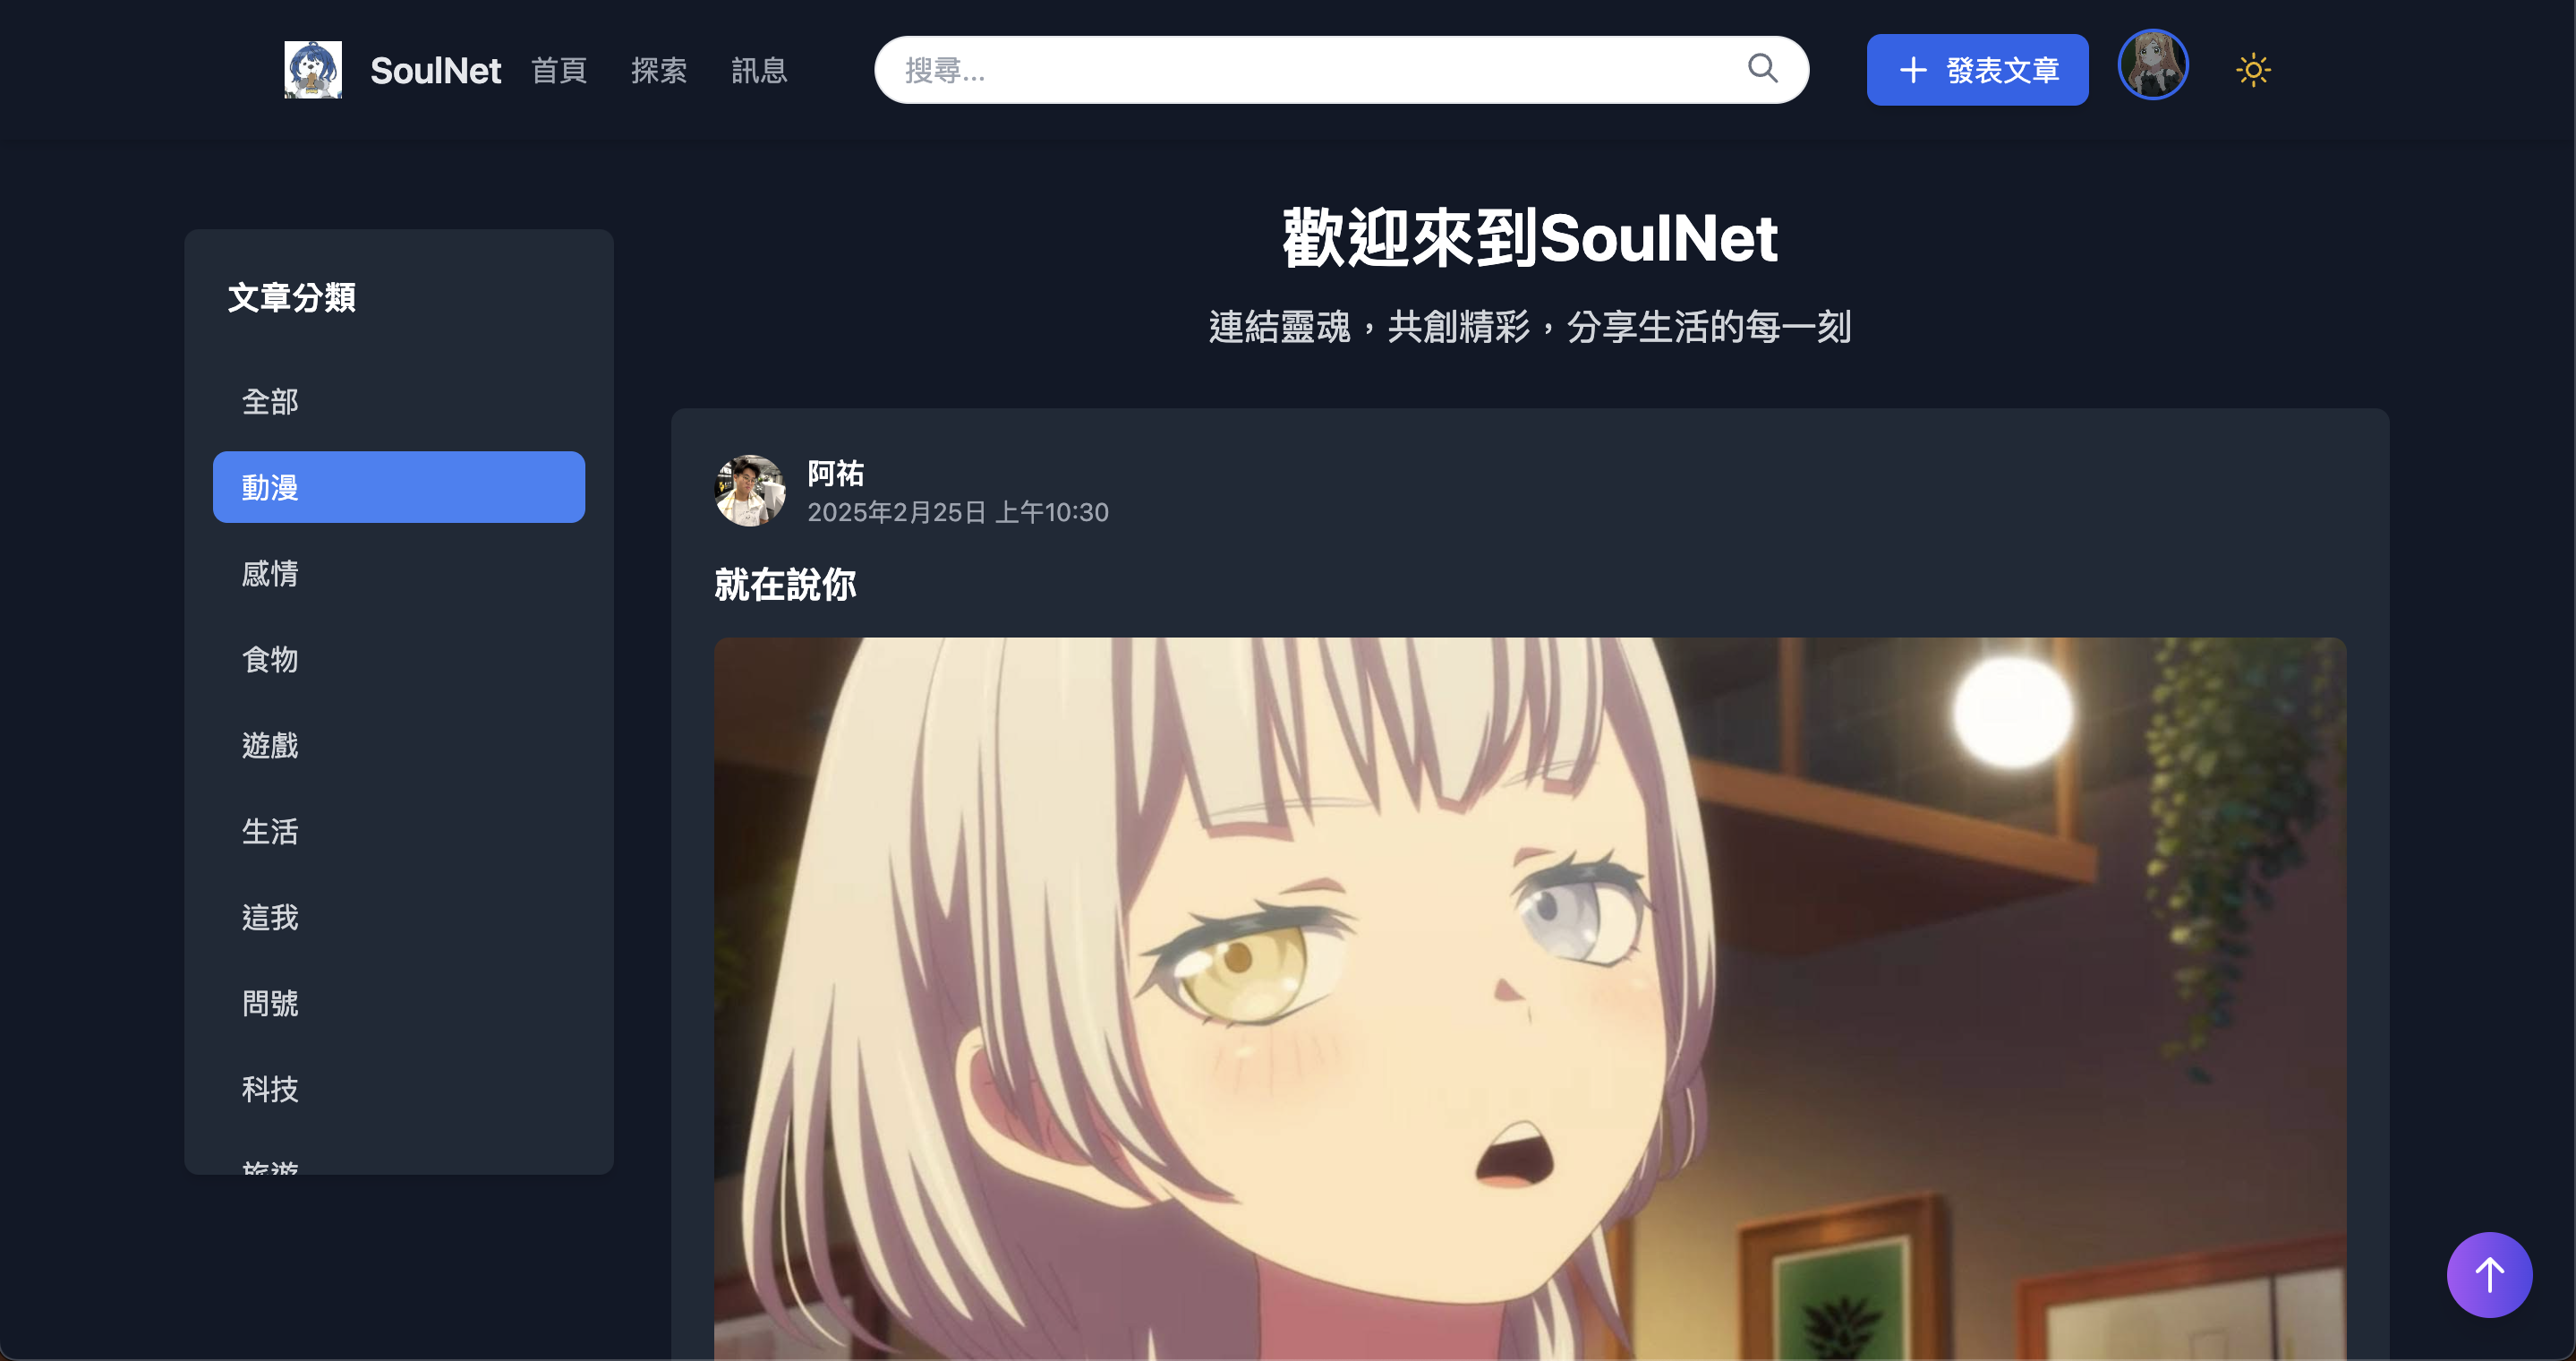 SoulNet
首頁
探索
訊息
搜尋...
發表文章
文章分類
全部
動漫
感情
食物
遊戲
生活
這我
問號
科技
旅遊
歡迎來到SoulNet
連結靈魂，共創精彩，分享生活的每一刻
阿祐
2025年2月25日 上午10:30
就在說你